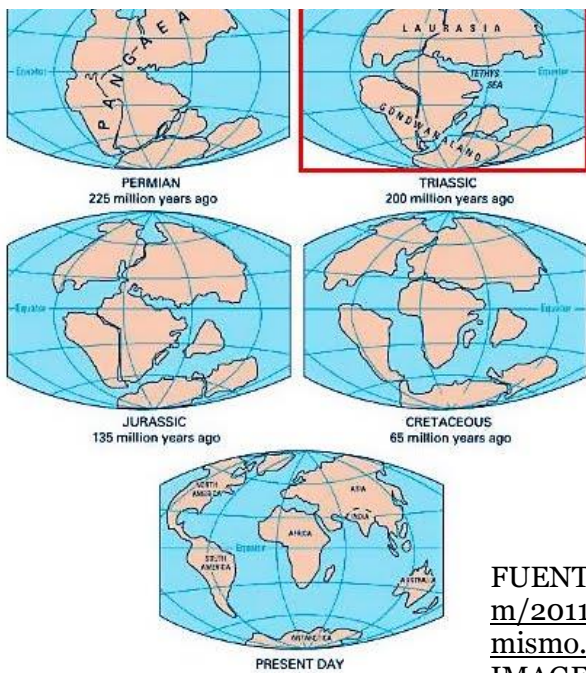 PANGAEA
Equator
PERMIAN
225 million years ago
LAURASIA
TETHYS
SEA
Equator
GONDWANALAND
TRIASSIC
200 million years ago
Equator
JURASSIC
135 million years ago
Equator
CRETACEOUS
65 million years ago
NORTH
AMERICA
ASIA
INDIA
AFRICA
Equator
SOUTH
AMERICA
AUSTRALIA
ANTARCTICA
PRESENT DAY
FUENT
m/2011
mismo.
IMAGE